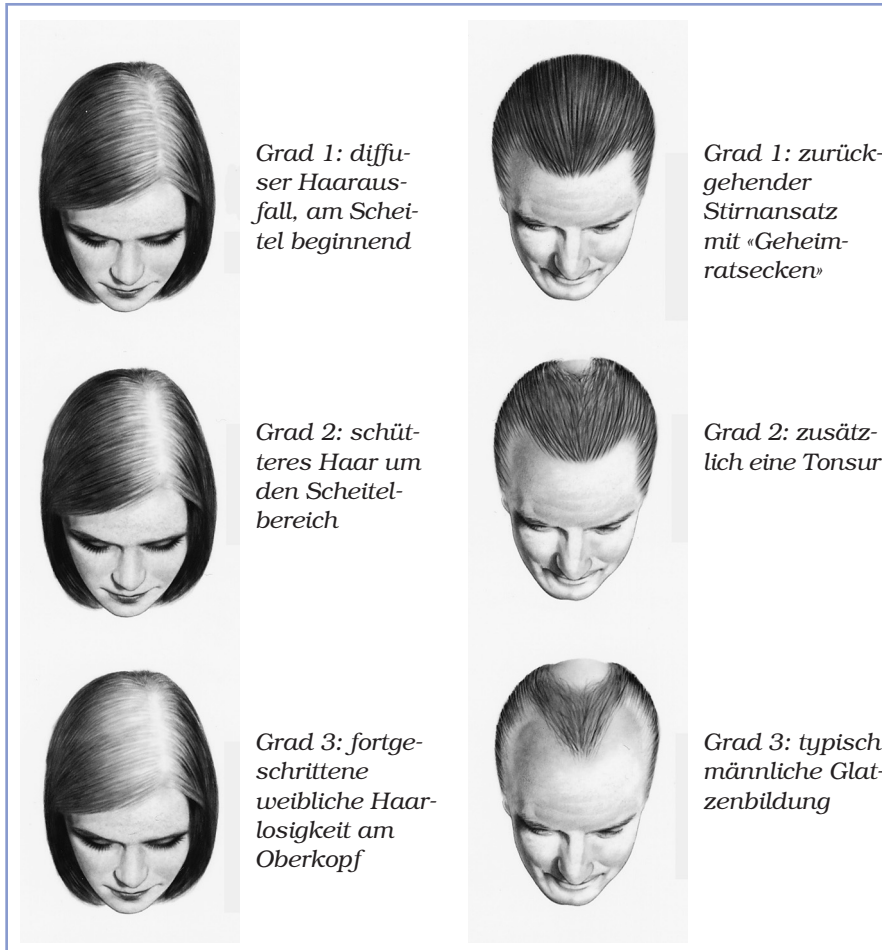 Grad 1: diffu-
ser Haaraus-
fall, am Schei-
tel beginnend
Grad 2: schüt-
teres Haar um
den Scheitel-
bereich
Grad 3: fortge-
schrittene
weibliche Haar-
losigkeit am
Oberkopf
Grad 1: zurück-
gehender
Stirnansatz
mit «Geheim-
ratsecken»
Grad 2: zusätz-
lich eine Tonsur
Grad 3: typisch
männliche Glat-
zenbildung